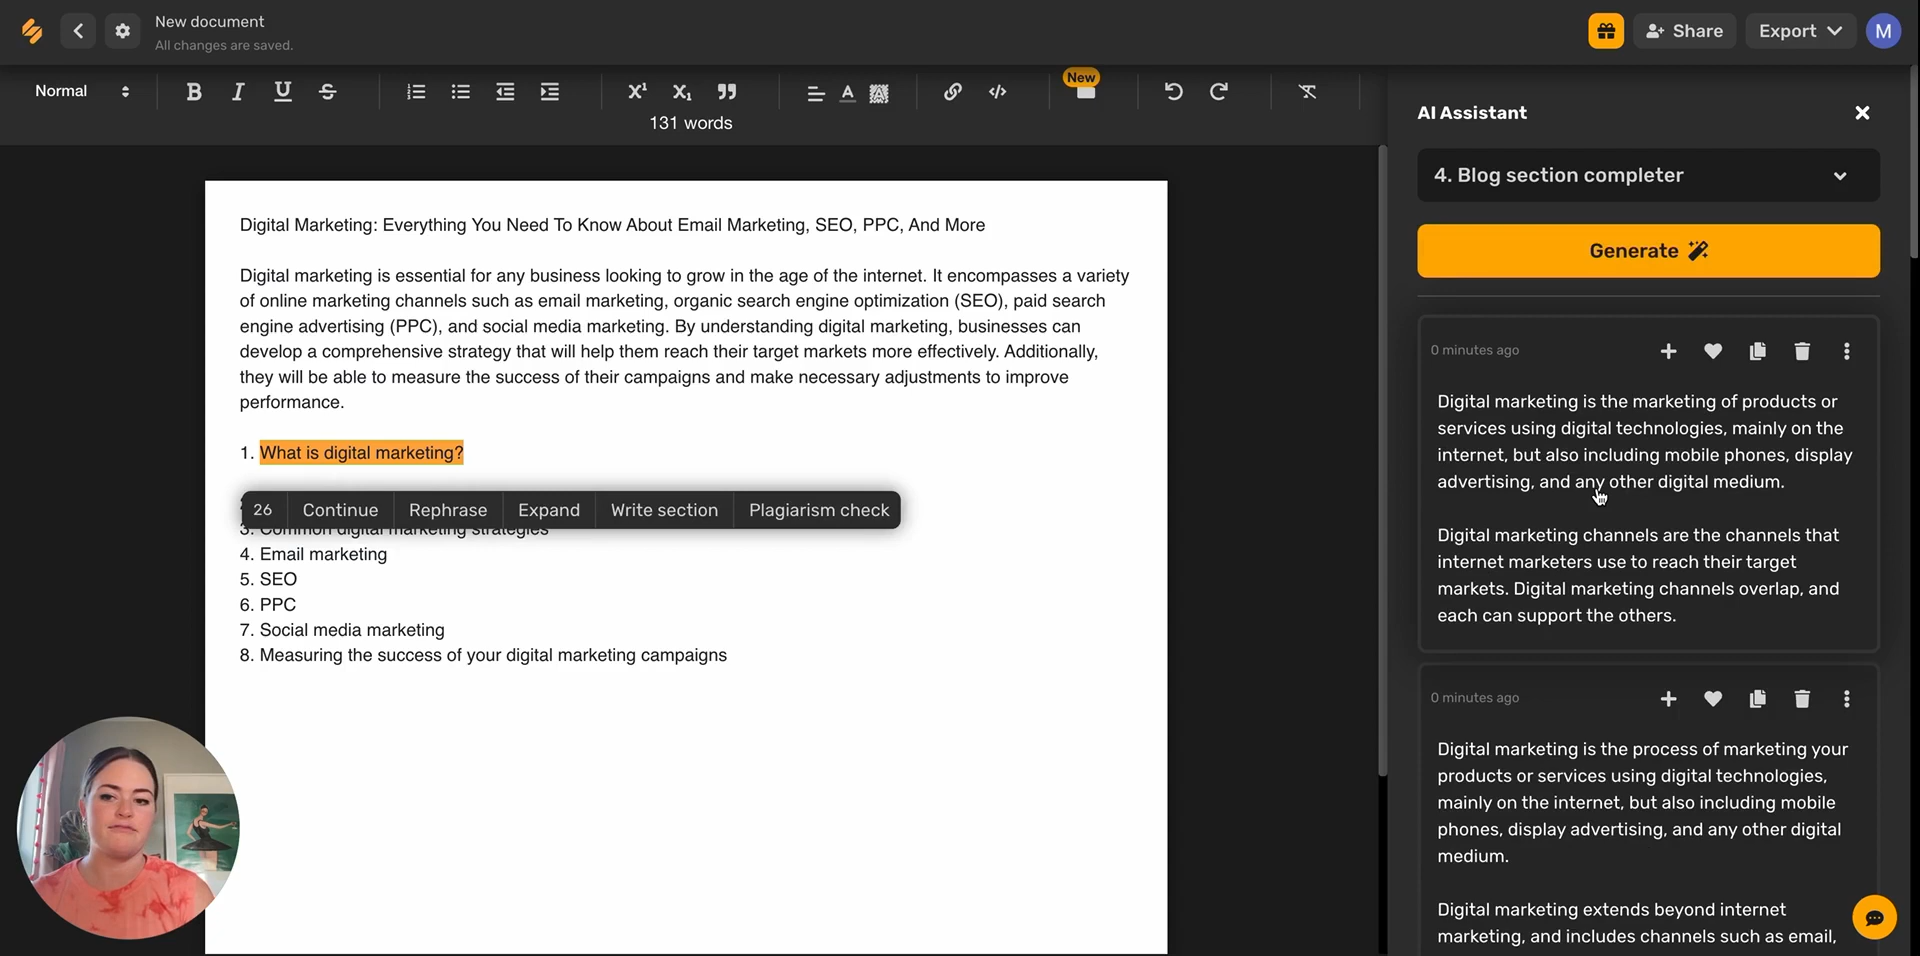 New document
All changes are saved.
Share
Export
M
Normal
B
I
U
S
X¹
X₁
A
</>
New
131 words
Digital Marketing: Everything You Need To Know About Email Marketing, SEO, PPC, And More
Digital marketing is essential for any business looking to grow in the age of the internet. It encompasses a variety
of online marketing channels such as email marketing, organic search engine optimization (SEO), paid search
engine advertising (PPC), and social media marketing. By understanding digital marketing, businesses can
develop a comprehensive strategy that will help them reach their target markets more effectively. Additionally,
they will be able to measure the success of their campaigns and make necessary adjustments to improve
performance.
1. What is digital marketing?
26 Continue Rephrase Expand Write section Plagiarism check
3. Common digital marketing strategies
4. Email marketing
5. SEO
6. PPC
7. Social media marketing
8. Measuring the success of your digital marketing campaigns
AI Assistant
4. Blog section completer
Generate
0 minutes ago
Digital marketing is the marketing of products or
services using digital technologies, mainly on the
internet, but also including mobile phones, display
advertising, and any other digital medium.
Digital marketing channels are the channels that
internet marketers use to reach their target
markets. Digital marketing channels overlap, and
each can support the others.
0 minutes ago
Digital marketing is the process of marketing your
products or services using digital technologies,
mainly on the internet, but also including mobile
phones, display advertising, and any other digital
medium.
Digital marketing extends beyond internet
marketing, and includes channels such as email,